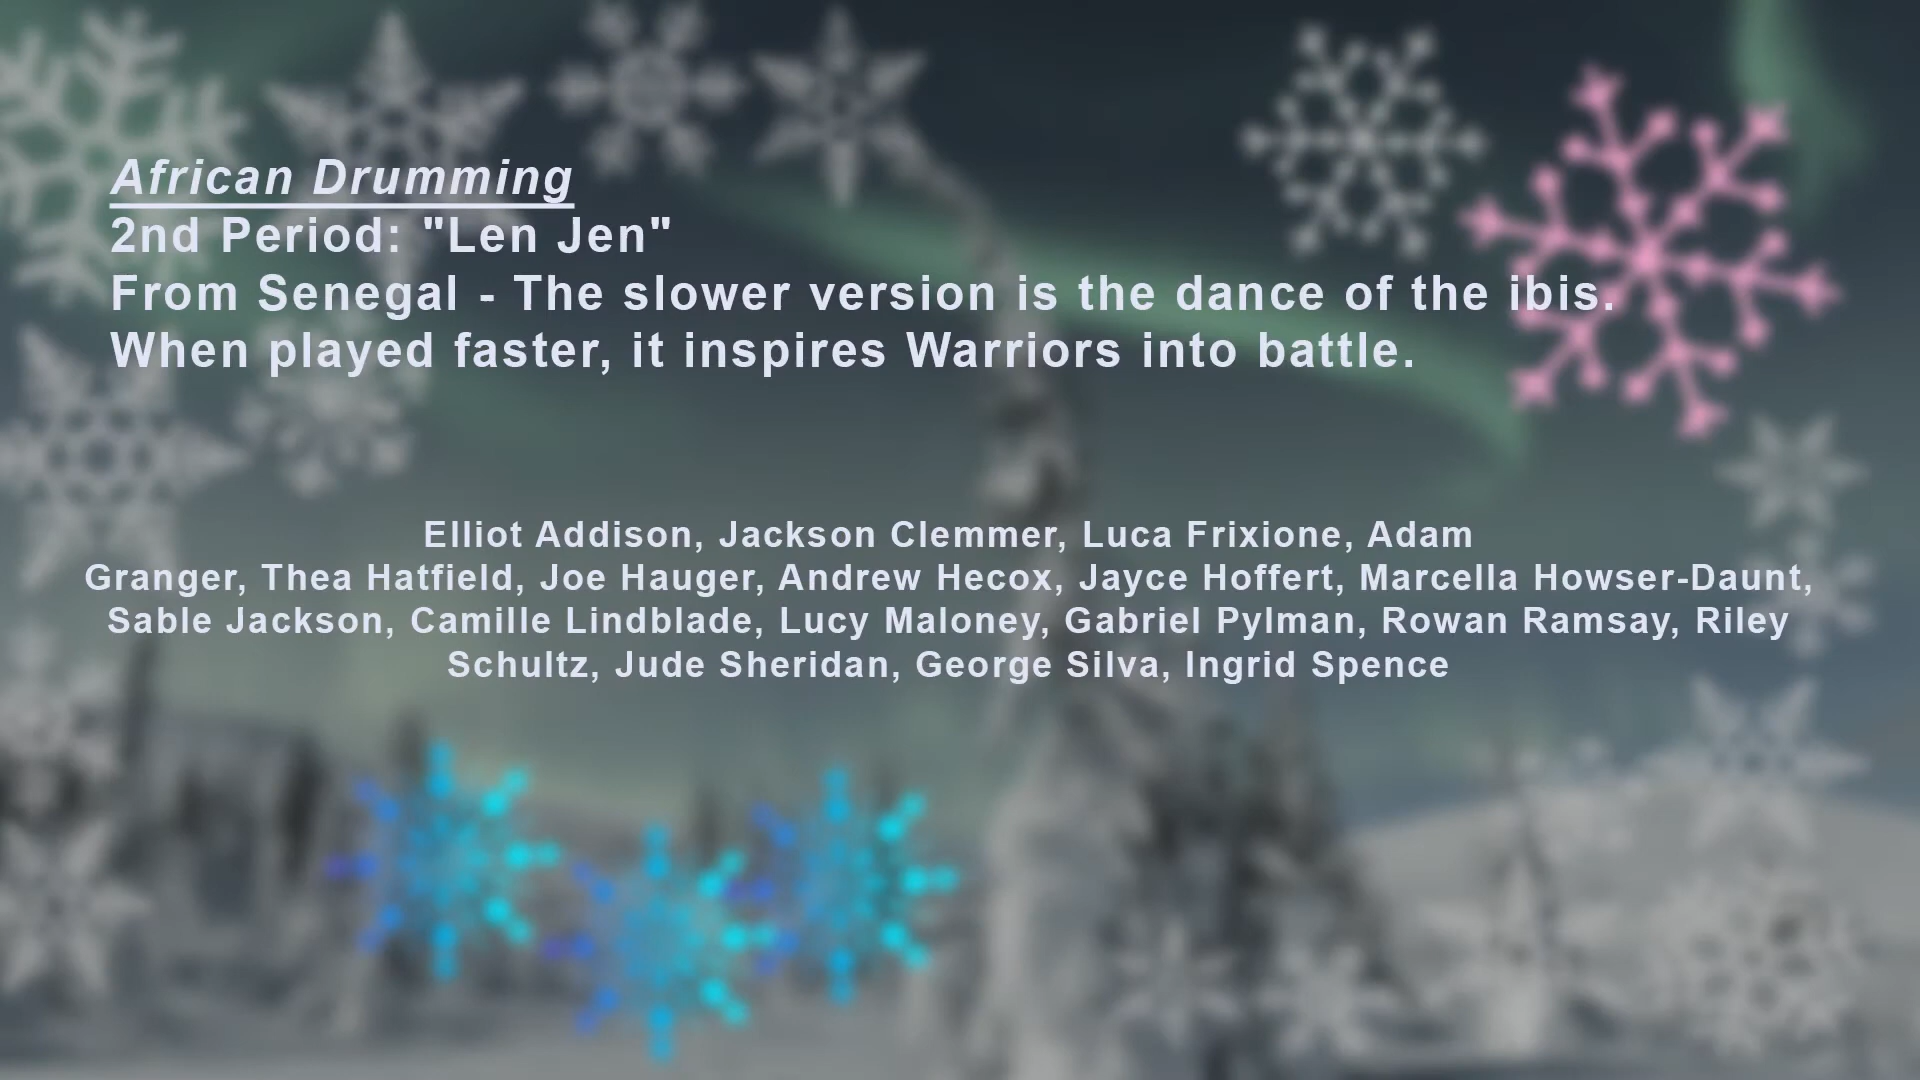 African Drumming
2nd Period: "Len Jen"
From Senegal - The slower version is the dance of the ibis.
When played faster, it inspires Warriors into battle.
Elliot Addison, Jackson Clemmer, Luca Frixione, Adam
Granger, Thea Hatfield, Joe Hauger, Andrew Hecox, Jayce Hoffert, Marcella Howser-Daunt,
Sable Jackson, Camille Lindblade, Lucy Maloney, Gabriel Pylman, Rowan Ramsay, Riley
Schultz, Jude Sheridan, George Silva, Ingrid Spence